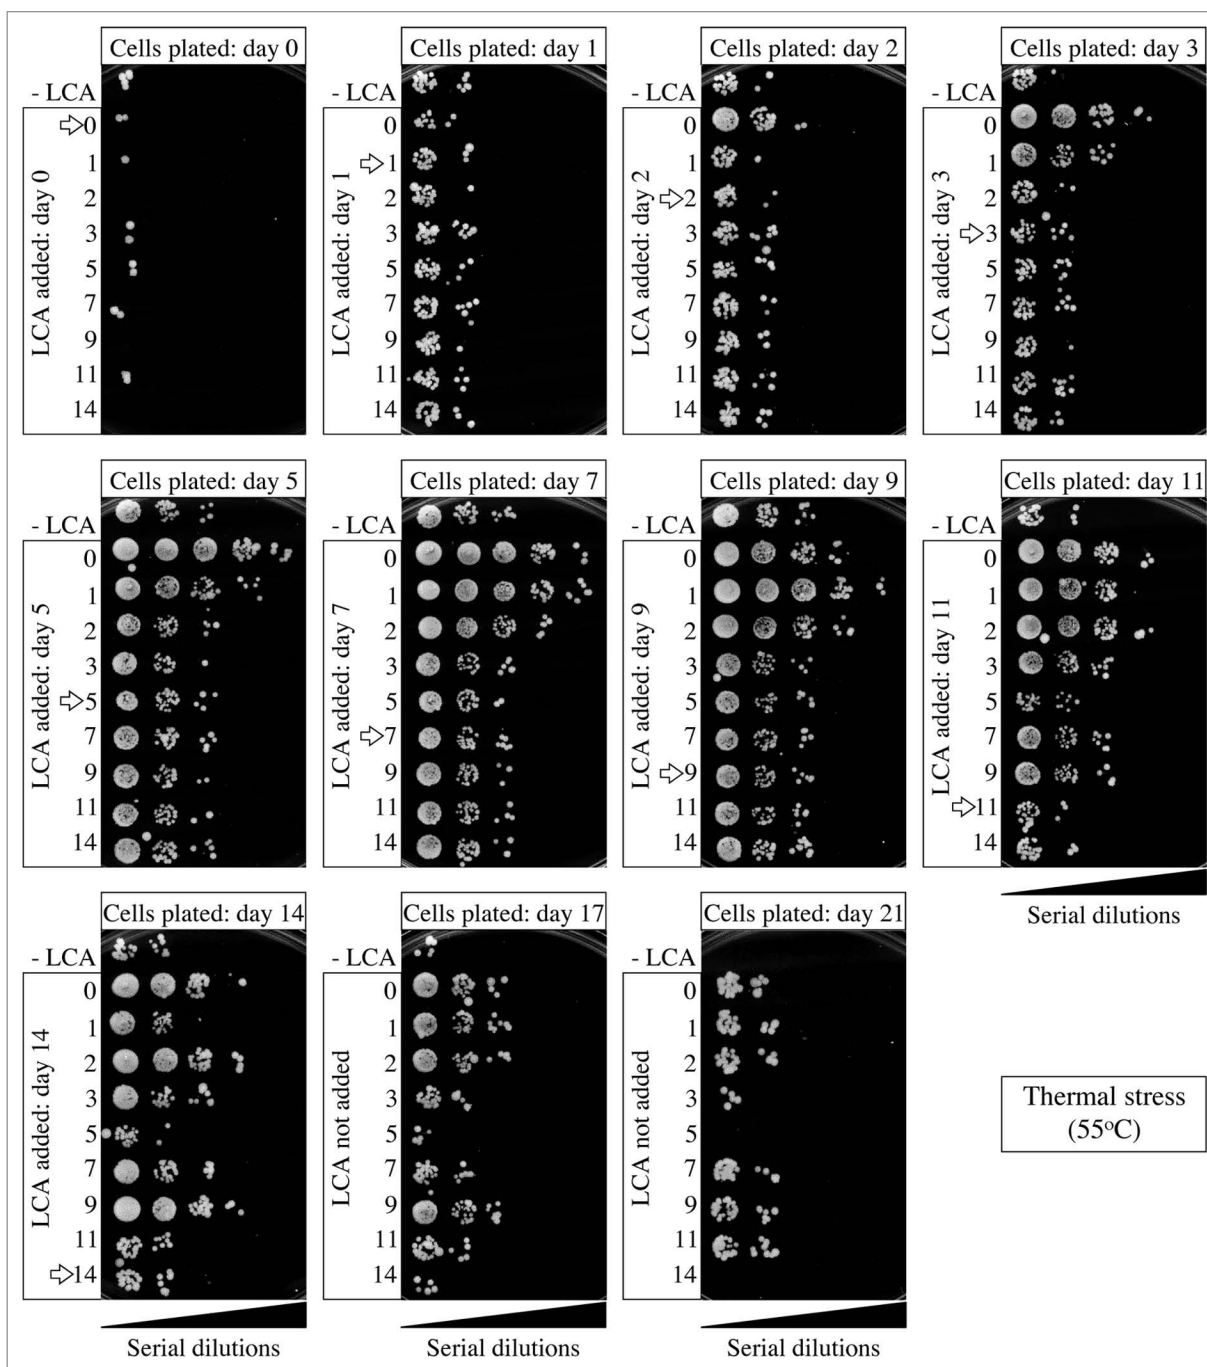 Cells plated: day 0
- LCA
0
1
2
3
5
7
9
11
14
LCA added: day 0
Cells plated: day 1
- LCA
0
1
2
3
5
7
9
11
14
LCA added: day 1
Cells plated: day 2
- LCA
0
1
2
3
5
7
9
11
14
LCA added: day 2
Cells plated: day 3
- LCA
0
1
2
3
5
7
9
11
14
LCA added: day 3
Cells plated: day 5
- LCA
0
1
2
3
5
7
9
11
14
LCA added: day 5
Cells plated: day 7
- LCA
0
1
2
3
5
7
9
11
14
LCA added: day 7
Cells plated: day 9
- LCA
0
1
2
3
5
7
9
11
14
LCA added: day 9
Cells plated: day 11
- LCA
0
1
2
3
5
7
9
11
14
LCA added: day 11
Serial dilutions
Cells plated: day 14
- LCA
0
1
2
3
5
7
9
11
14
LCA added: day 14
Serial dilutions
Cells plated: day 17
- LCA
0
1
2
3
5
7
9
11
14
LCA not added
Serial dilutions
Cells plated: day 21
- LCA
0
1
2
3
5
7
9
11
14
LCA not added
Serial dilutions
Thermal stress
(55°C)